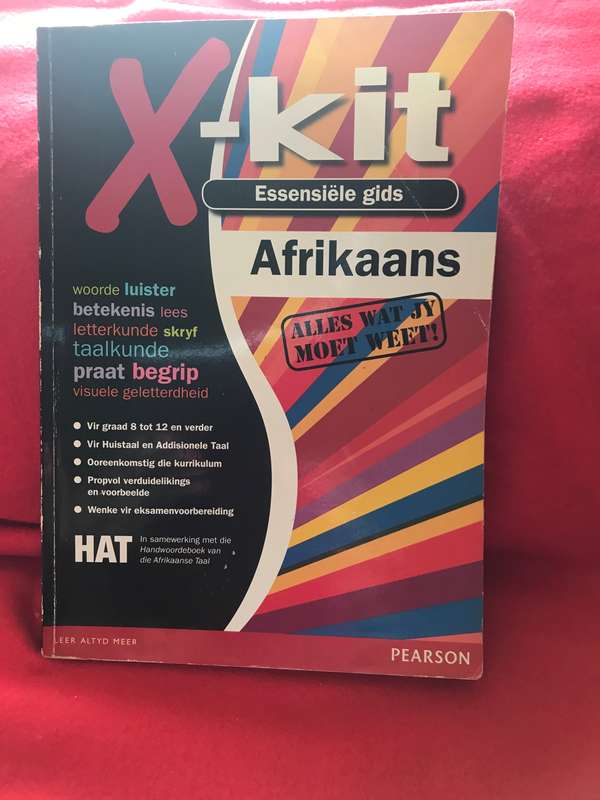 X-kit
Essensiële gids
Afrikaans
ALLES WAT JY
MOET WEET!
woorde luister
betekenis lees
letterkunde skryf
taalkunde
praat begrip
visuele geletterdheid
Vir graad 8 tot 12 en verder
Vir Huistaal en Addisionele Taal
Ooreenkomstig die kurrikulum
Propvol verduidelikings
en voorbeelde
Wenke vir eksamenvoorbereiding
HAT
In samewerking met die
Handwoordeboek van
die Afrikaanse Taal
LEER ALTYD MEER
PEARSON